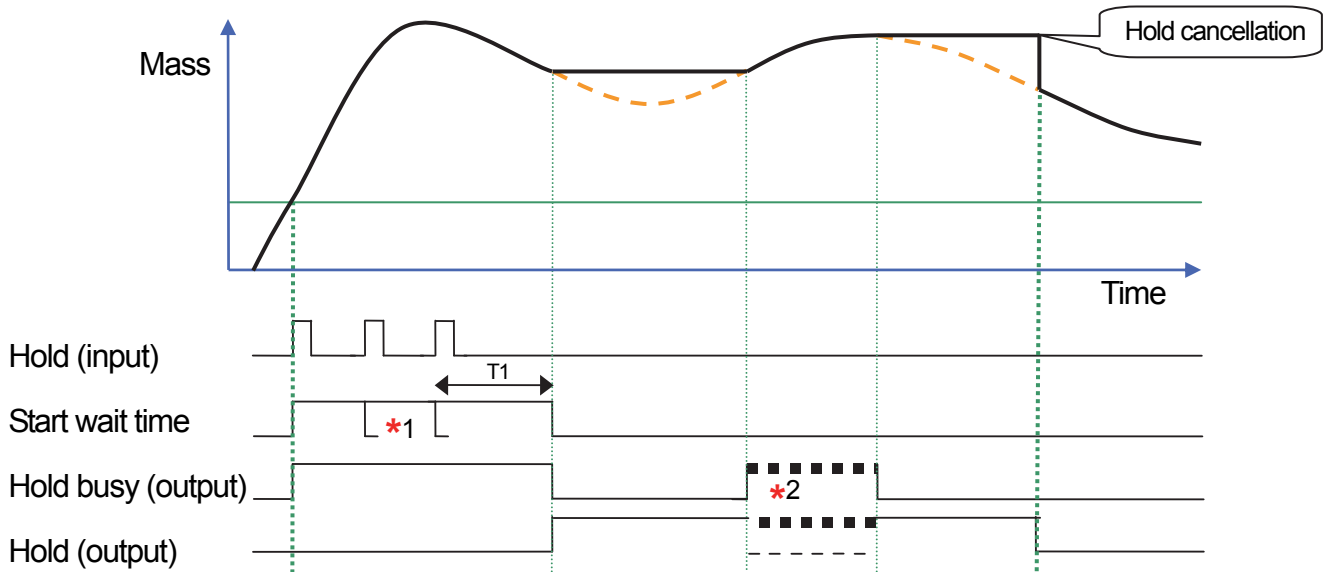 Hold cancellation
Mass
Time
Hold (input)
T1
Start wait time
*1
Hold busy (output)
*2
Hold (output)